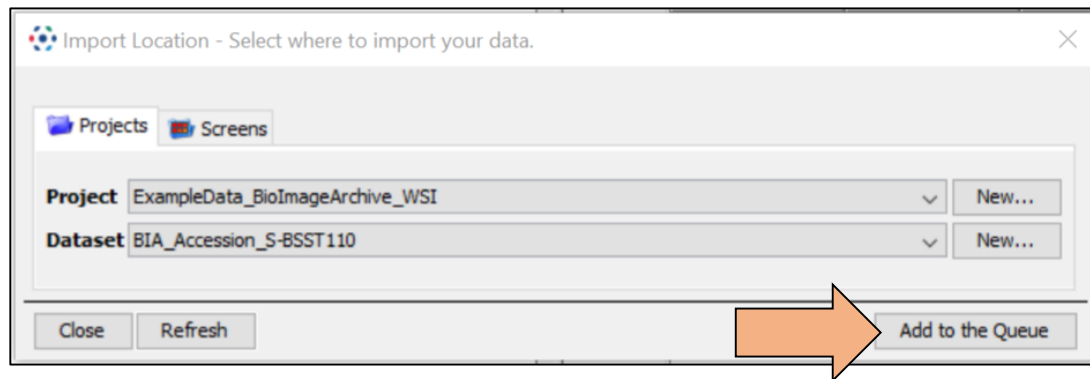 Import Location - Select where to import your data.
Projects Screens
Project ExampleData_BioImageArchive_WSI New...
Dataset BIA_Accession_S-BSST110 New...
Close Refresh Add to the Queue